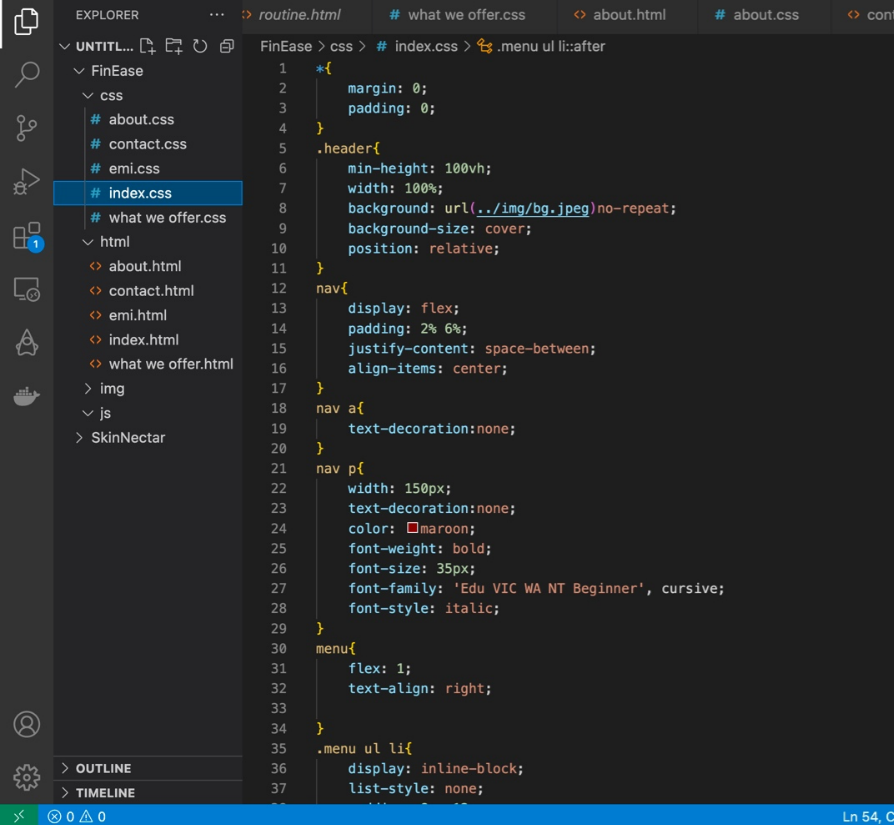 EXPLORER ...
routine.html # what we offer.css <> about.html # about.css <> cont
UNTITL...
FinEase > css > # index.css > .menu ul li::after
FinEase
css
# about.css
# contact.css
# emi.css
# index.css
# what we offer.css
html
<> about.html
<> contact.html
<> emi.html
<> index.html
<> what we offer.html
img
js
SkinNectar
1
OUTLINE
TIMELINE
1 *{
2 margin: 0;
3 padding: 0;
4 }
5 .header{
6 min-height: 100vh;
7 width: 100%;
8 background: url(../img/bg.jpeg)no-repeat;
9 background-size: cover;
10 position: relative;
11 }
12 nav{
13 display: flex;
14 padding: 2% 6%;
15 justify-content: space-between;
16 align-items: center;
17 }
18 nav a{
19 text-decoration:none;
20 }
21 nav p{
22 width: 150px;
23 text-decoration:none;
24 color: maroon;
25 font-weight: bold;
26 font-size: 35px;
27 font-family: 'Edu VIC WA NT Beginner', cursive;
28 font-style: italic;
29 }
30 menu{
31 flex: 1;
32 text-align: right;
33
34 }
35 .menu ul li{
36 display: inline-block;
37 list-style: none;
0 0
Ln 54, C